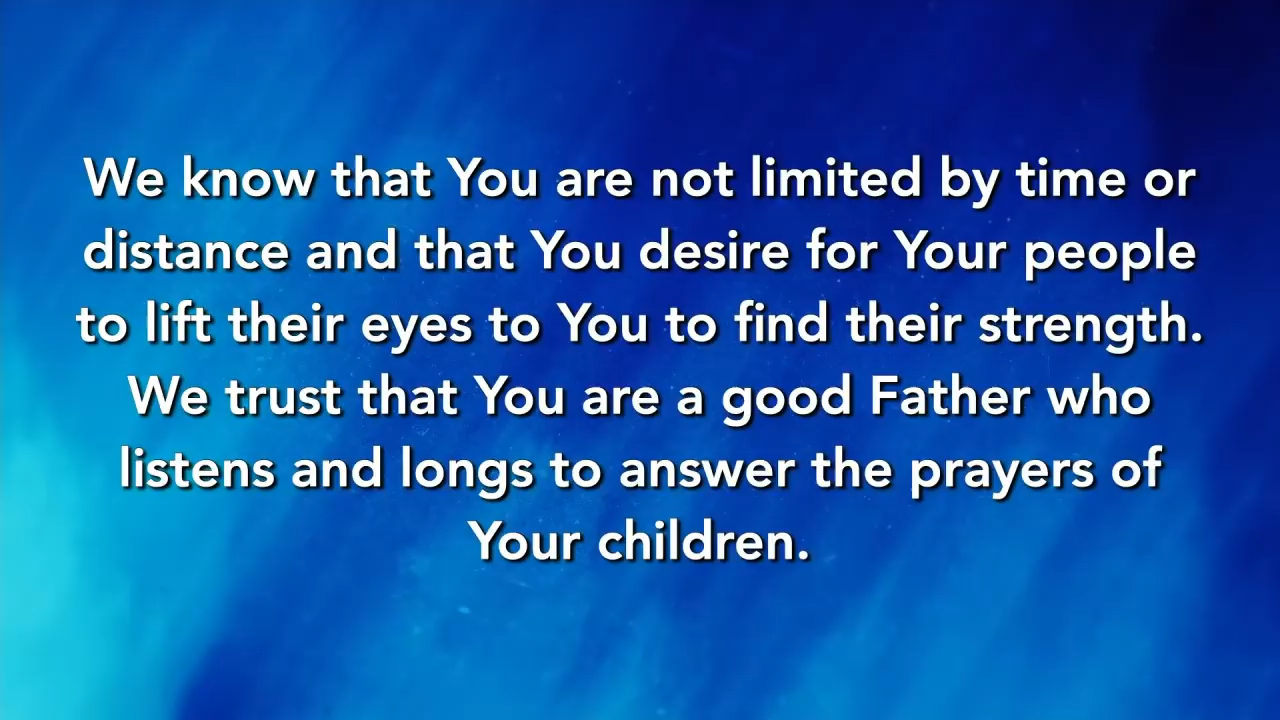 We know that You are not limited by time or
distance and that You desire for Your people
to lift their eyes to You to find their strength.
We trust that You are a good Father who
listens and longs to answer the prayers of
Your children.